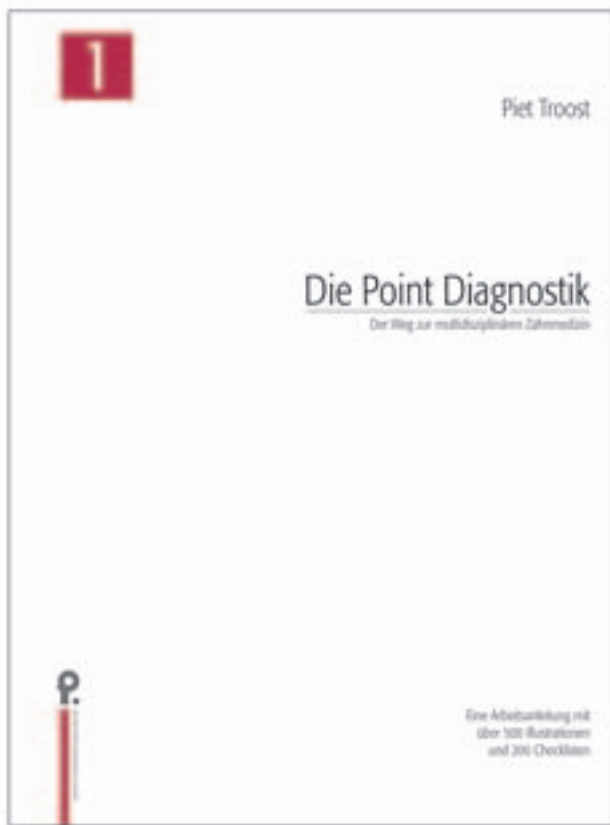 1
Piet Troost
Die Point Diagnostik
Der Weg zur multidisziplinären Zahnmedizin
P.
Eine Arbeitsanleitung mit
über 500 Illustrationen
und 200 Checklisten